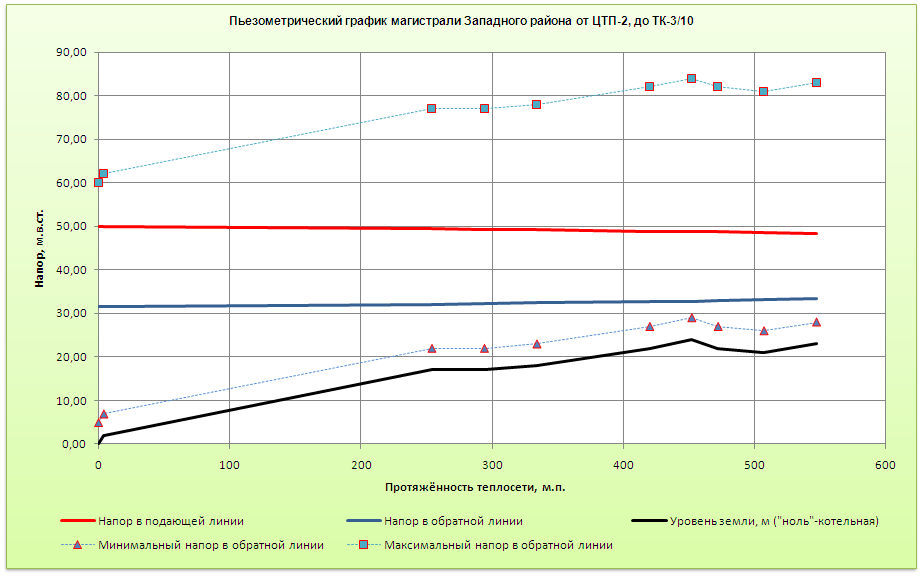 Пьезометрический график магистрали Западного района от ЦТП-2, до ТК-3/10
90,00
80,00
70,00
60,00
50,00
40,00
30,00
20,00
10,00
0,00
Напор, м.в.ст.
0 100 200 300 400 500 600
Протяжённость теплосети, м.п.
Напор в подающей линии Напор в обратной линии Уровень земли, м ("ноль"-котельная)
Минимальный напор в обратной линии Максимальный напор в обратной линии